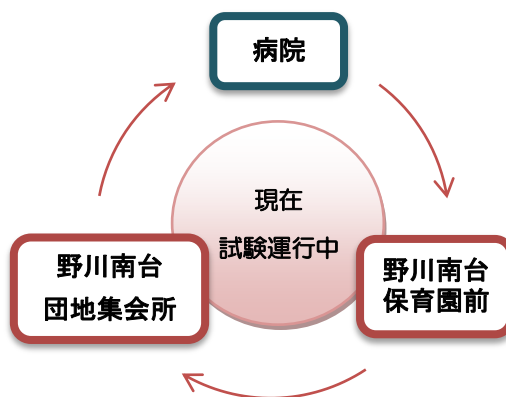 病院
現在
試験運行中
野川南台
団地集会所
野川南台
保育園前